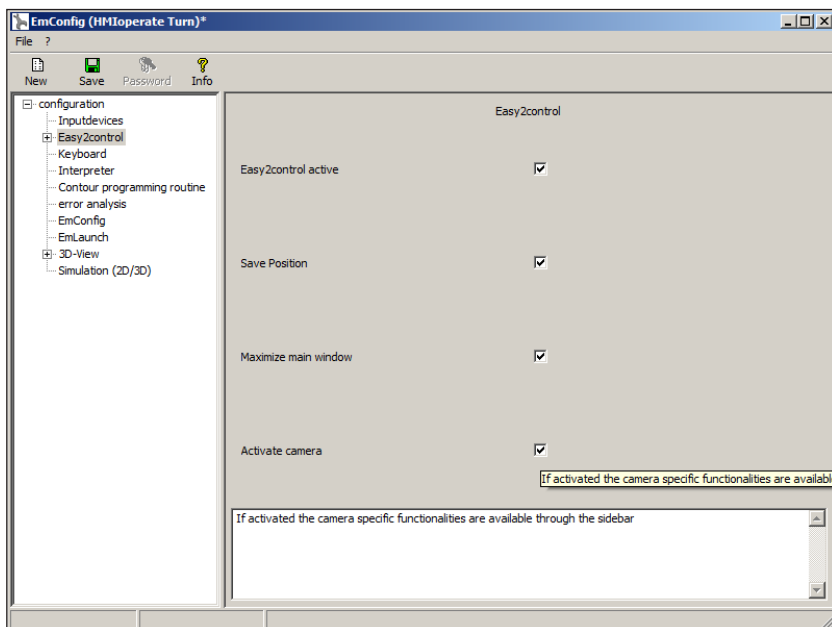 EmConfig (HMIoperate Turn)*
File ?
New Save Password Info
configuration
Inputdevices
Easy2control
Keyboard
Interpreter
Contour programming routine
error analysis
EmConfig
EmLaunch
3D-View
Simulation (2D/3D)
Easy2control
Easy2control active
Save Position
Maximize main window
Activate camera
If activated the camera specific functionalities are availabl
If activated the camera specific functionalities are available through the sidebar